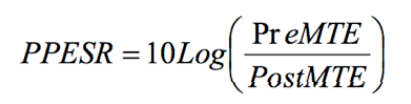 PPESR = 10Log(PreMTE / PostMTE)